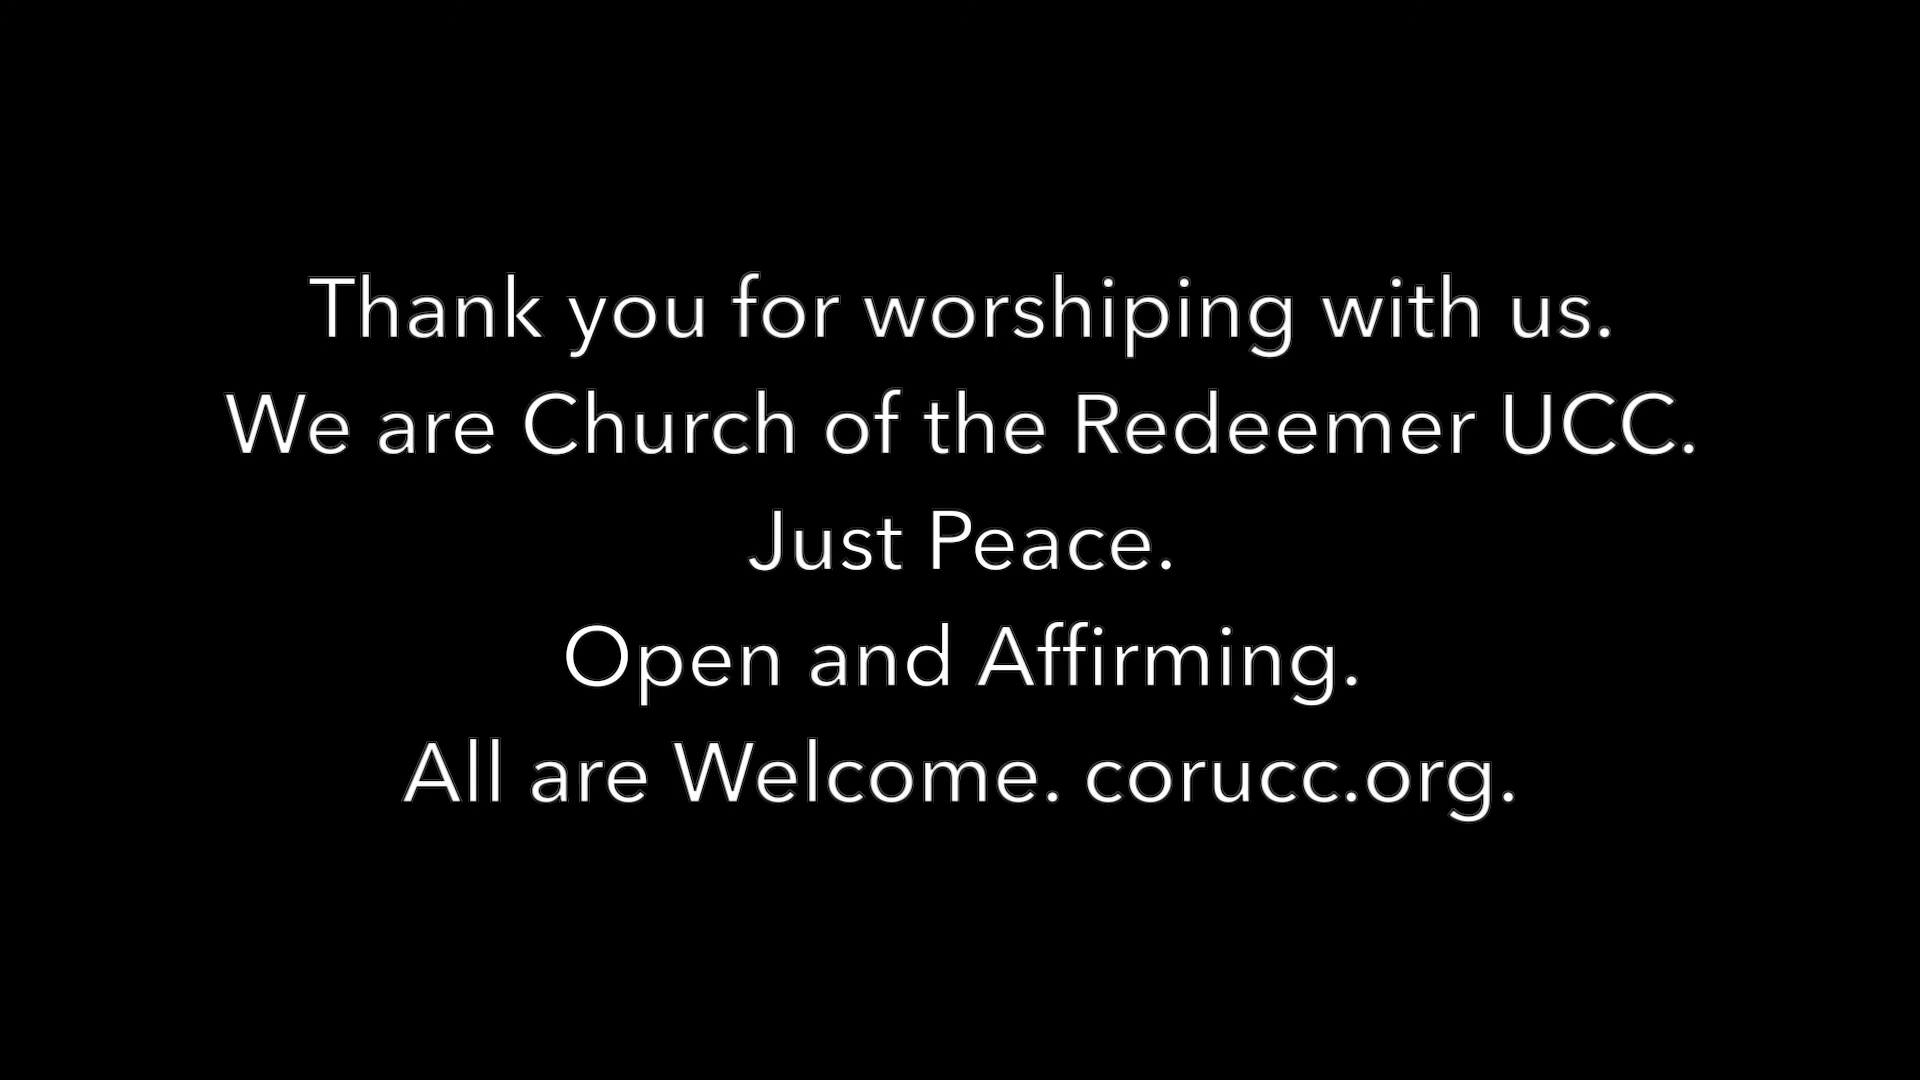 Thank you for worshiping with us.
We are Church of the Redeemer UCC.
Just Peace.
Open and Affirming.
All are Welcome. corucc.org.